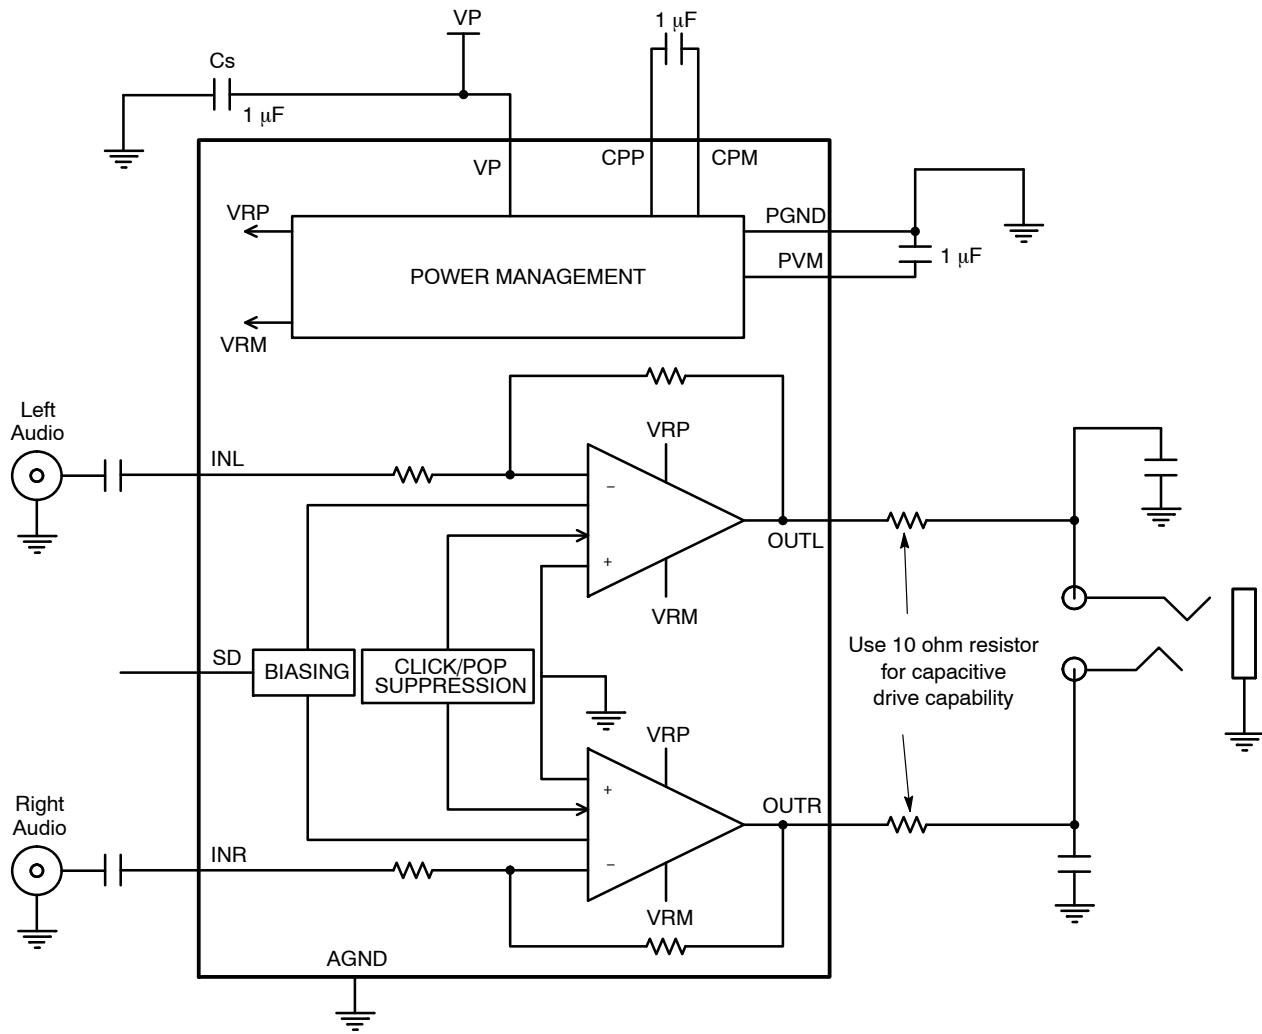 VP
1 μF
Cs
1 μF
VP
CPP
CPM
VRP
PGND
POWER MANAGEMENT
PVM
1 μF
VRM
Left
Audio
INL
VRP
−
+
OUTL
VRM
SD
BIASING
CLICK/POP
SUPPRESSION
Use 10 ohm resistor
for capacitive
drive capability
VRP
+
OUTR
Right
Audio
INR
−
VRM
AGND